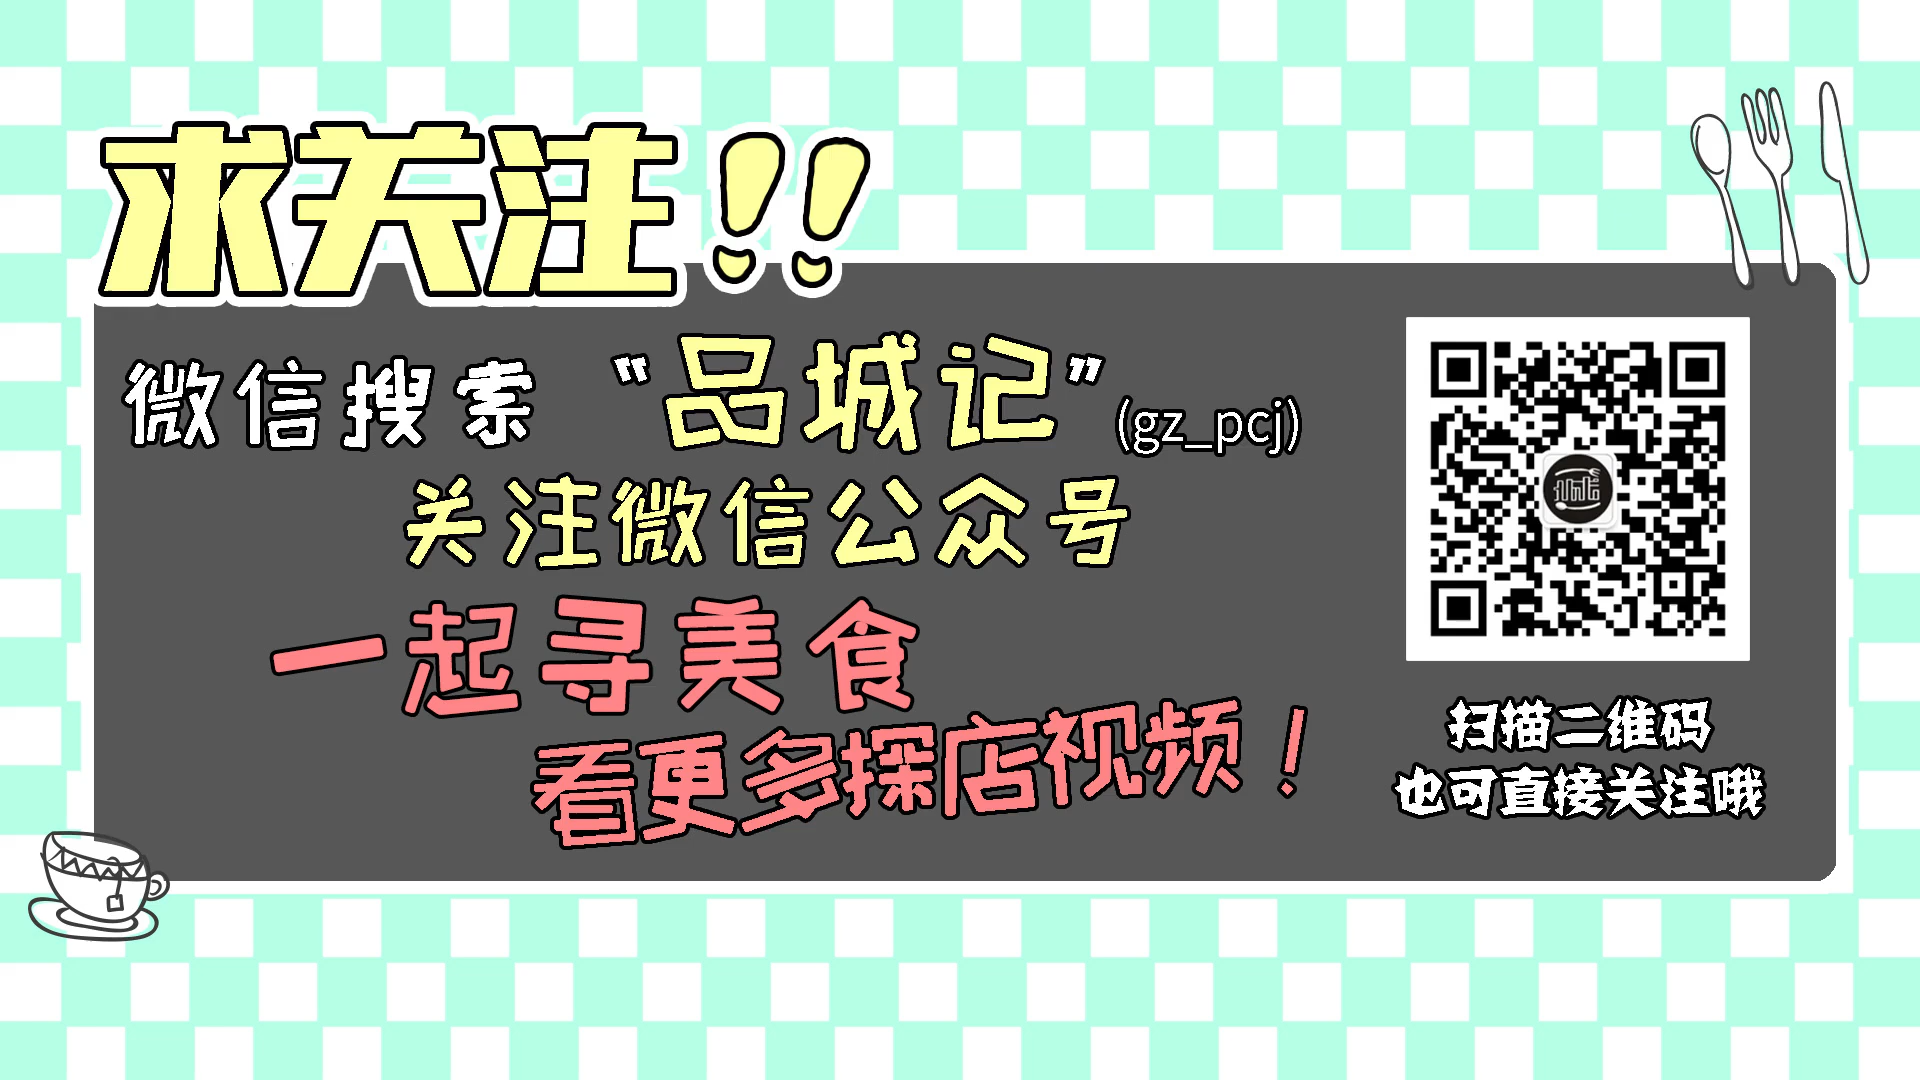 求关注!!
微信搜索“品城记”(gz_pcj)
关注微信公众号
一起寻美食
看更多探店视频！
扫描二维码
也可直接关注哦